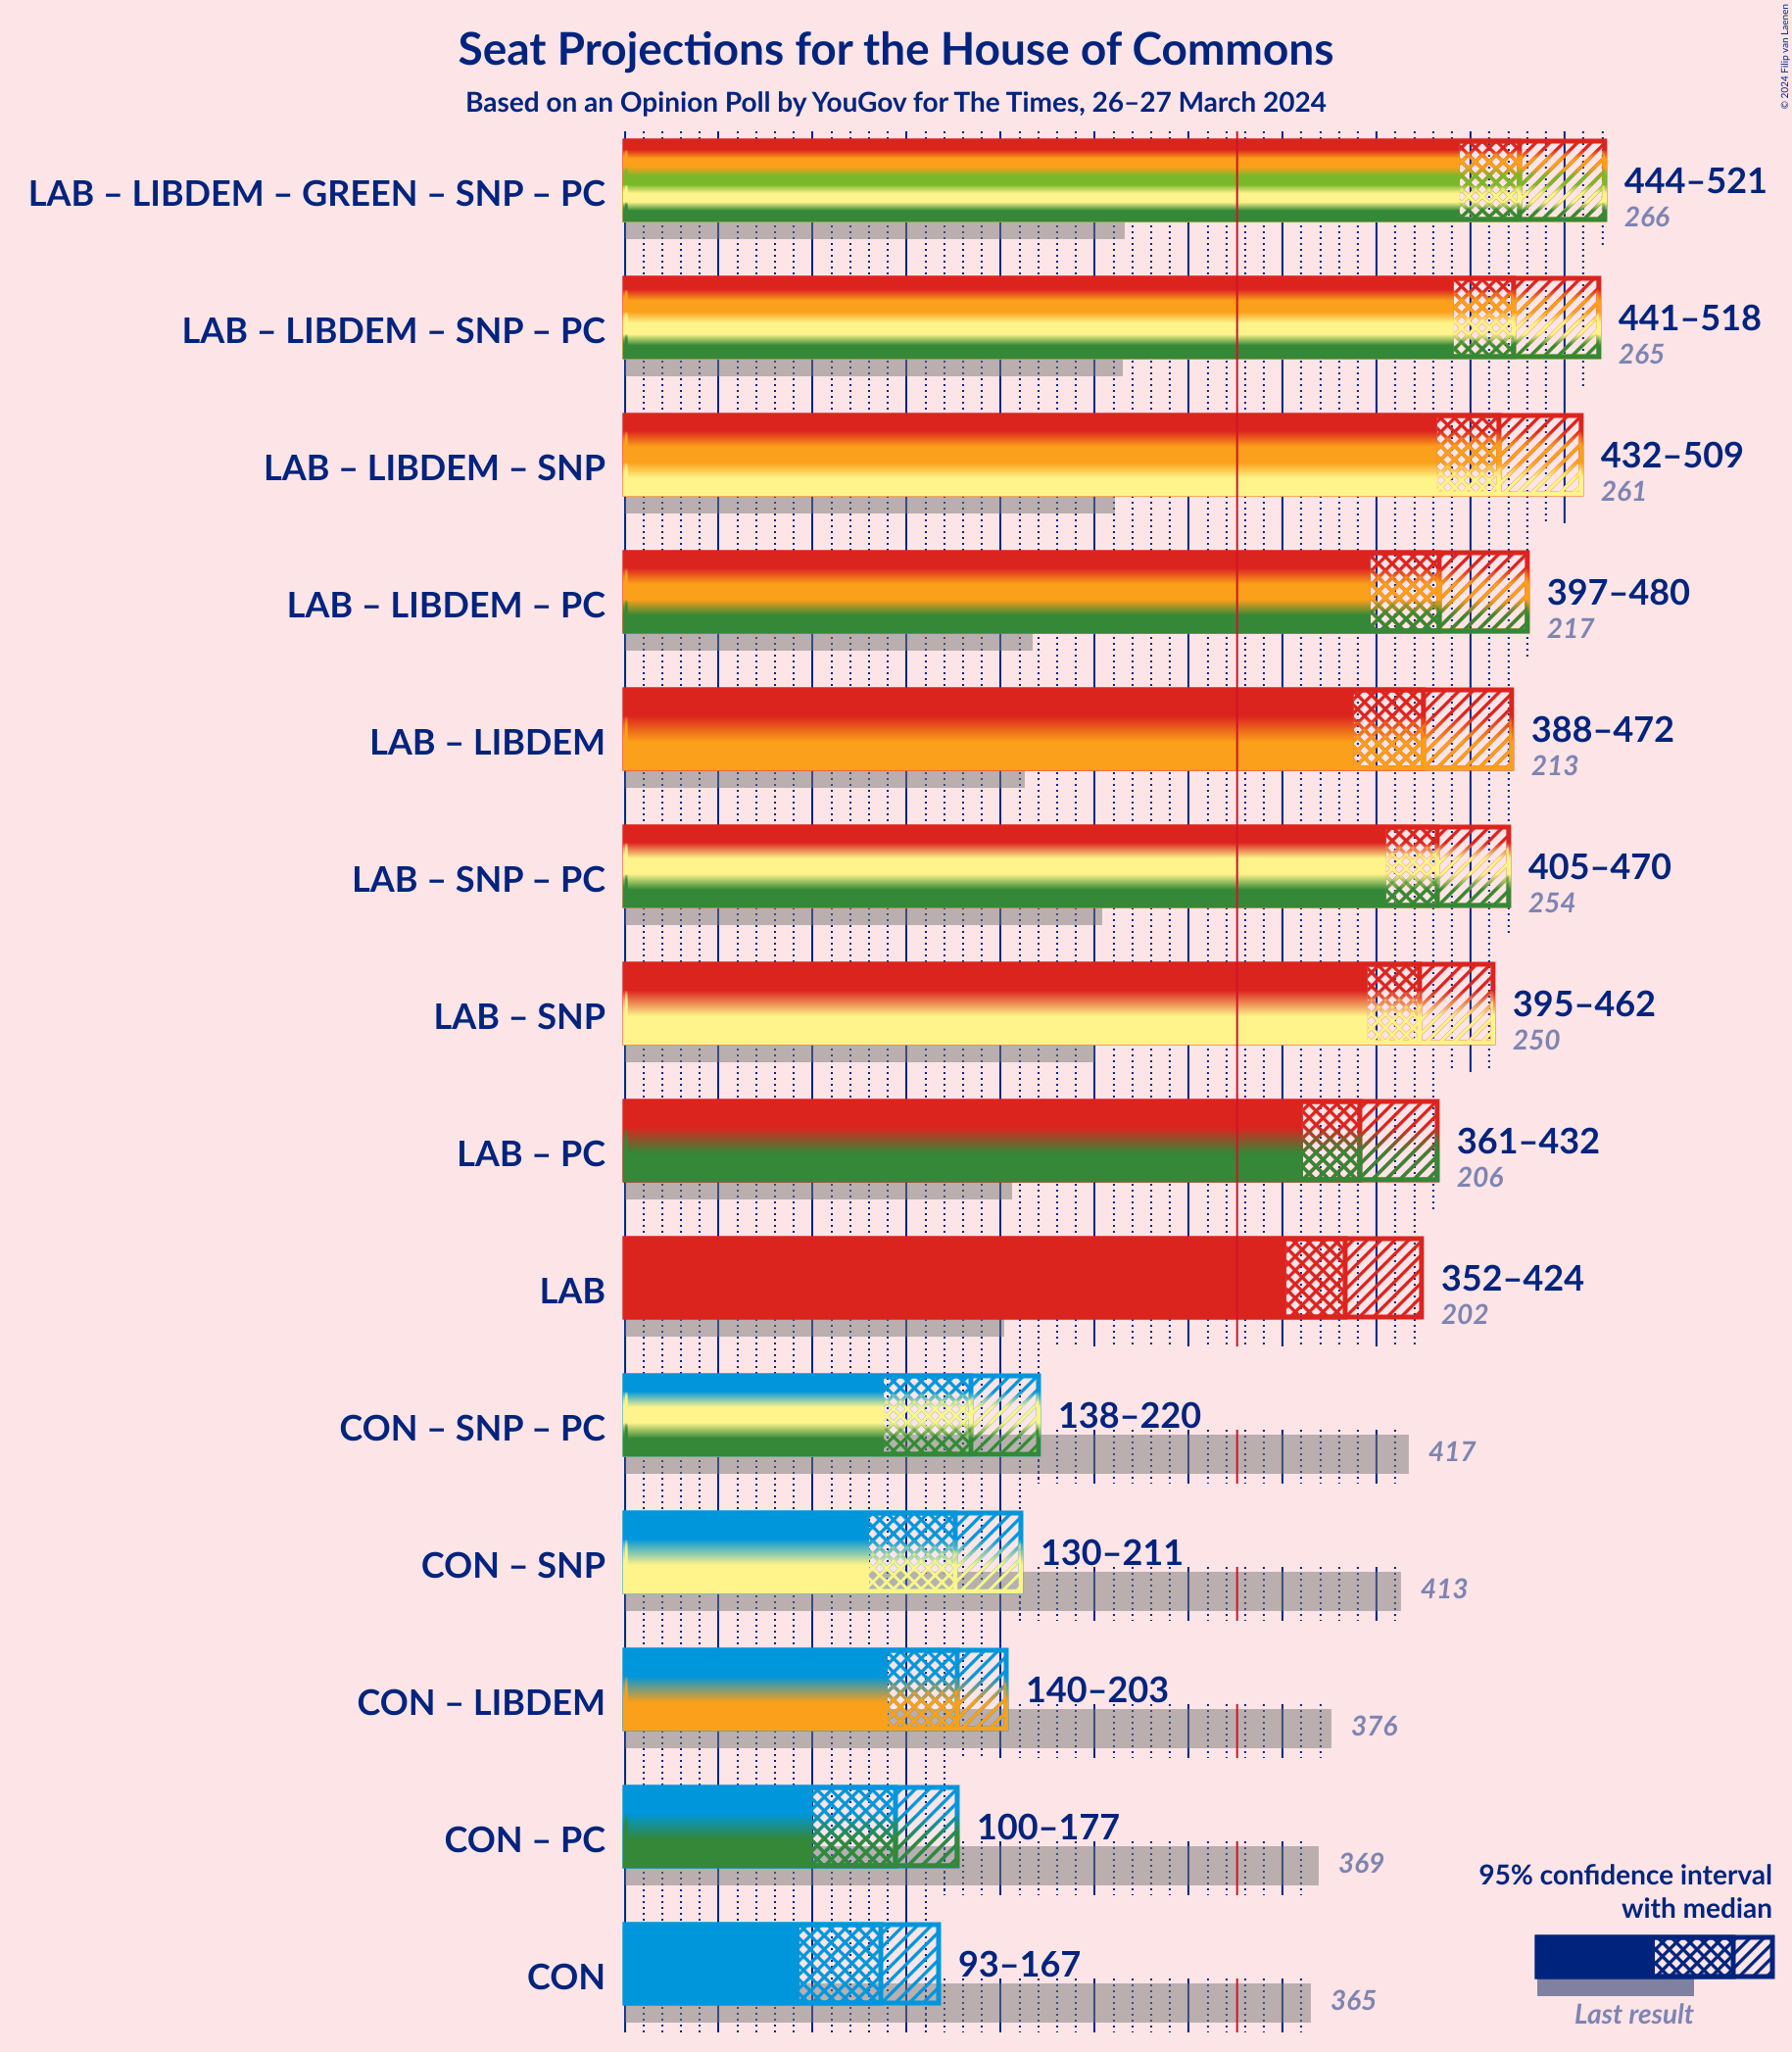 Seat Projections for the House of Commons
Based on an Opinion Poll by YouGov for The Times, 26–27 March 2024
© 2024 Filip van Laenen
LAB – LIBDEM – GREEN – SNP – PC
444–521
266
LAB – LIBDEM – SNP – PC
441–518
265
LAB – LIBDEM – SNP
432–509
261
LAB – LIBDEM – PC
397–480
217
LAB – LIBDEM
388–472
213
LAB – SNP – PC
405–470
254
LAB – SNP
395–462
250
LAB – PC
361–432
206
LAB
352–424
202
CON – SNP – PC
138–220
417
CON – SNP
130–211
413
CON – LIBDEM
140–203
376
CON – PC
100–177
369
CON
93–167
365
95% confidence interval
with median
Last result